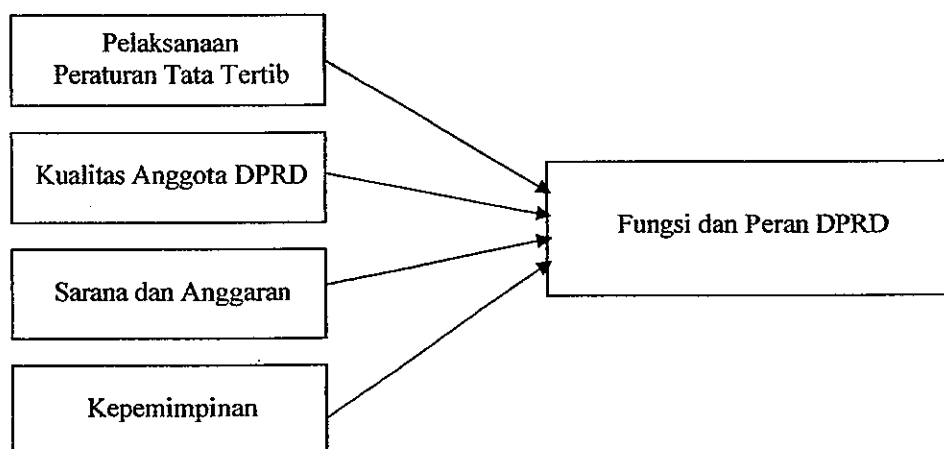 Pelaksanaan
Peraturan Tata Tertib
Kualitas Anggota DPRD
Sarana dan Anggaran
Kepemimpinan
Fungsi dan Peran DPRD